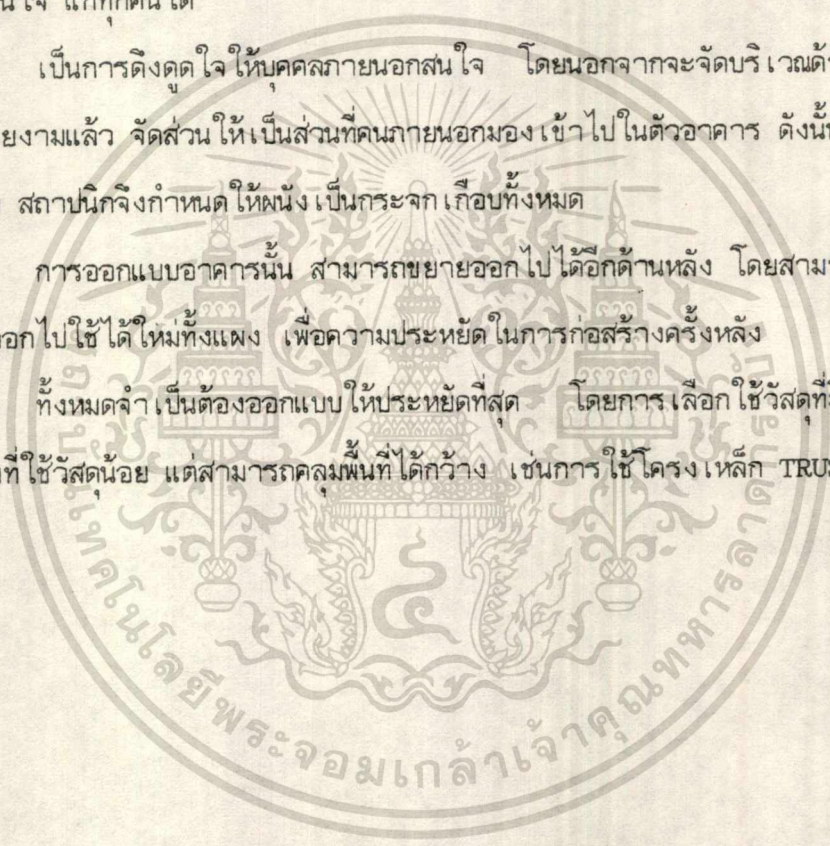 เป็นการดึงดูดใจให้บุคคลภายนอกสนใจ โดยนอกจากจะจัดบริเวณด้า
ยงามแล้ว จัดส่วนให้เป็นส่วนที่คนภายนอกมองเข้าไปในตัวอาคาร ดังนั้น
สถาปนิกจึงกำหนดให้ผนังเป็นกระจกเกือบทั้งหมด
การออกแบบอาคารนั้น สามารถขยายออกไปได้อีกด้านหลัง โดยสาม
อกไปใช้ได้ใหม่ทั้งแผง เพื่อความประหยัดในการก่อสร้างครั้งหลัง
ทั้งหมดจำเป็นต้องออกแบบให้ประหยัดที่สุด โดยการเลือกใช้วัสดุที่
ที่ใช้วัสดุน้อย แต่สามารถคลุมพื้นที่ได้กว้าง เช่นการใช้โครงเหล็ก TRUS
เทคโนโลยีพระจอมเกล้าเจ้าคุณทหารลาดกระบัง